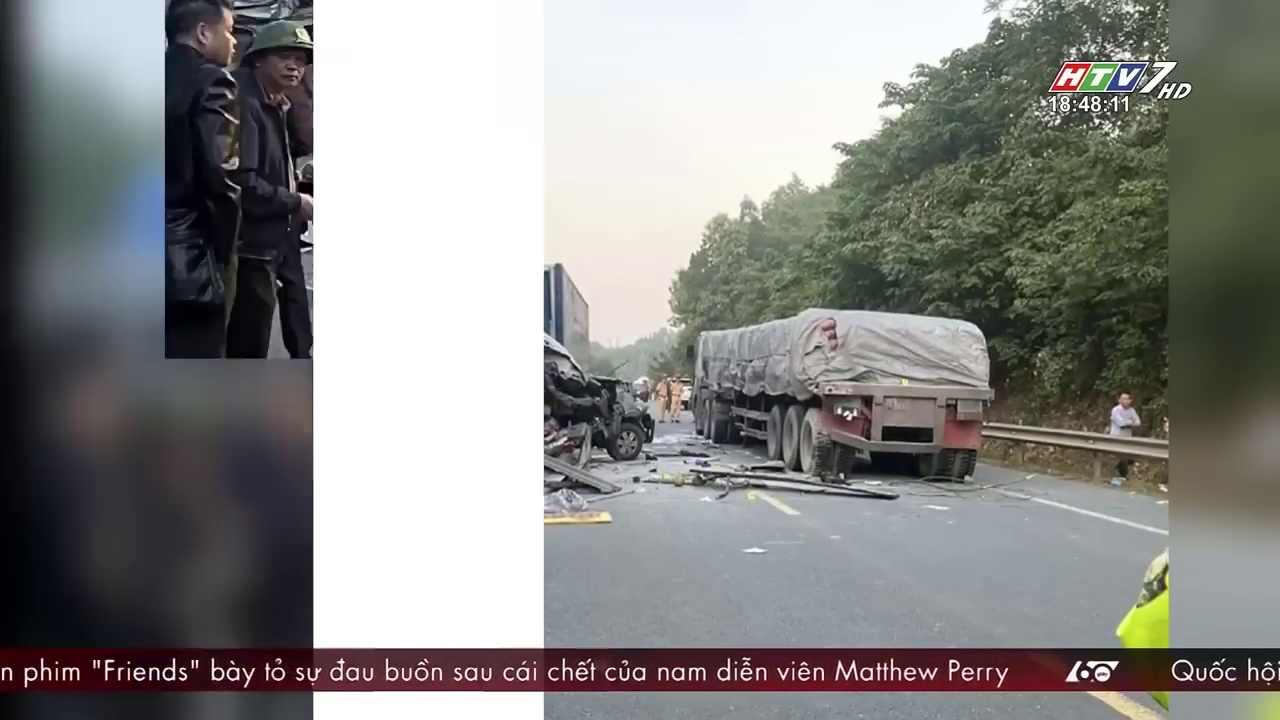 HTV7 HD
18:48:11
n phim "Friends" bày tỏ sự đau buồn sau cái chết của nam diễn viên Matthew Perry 60 Quốc hội